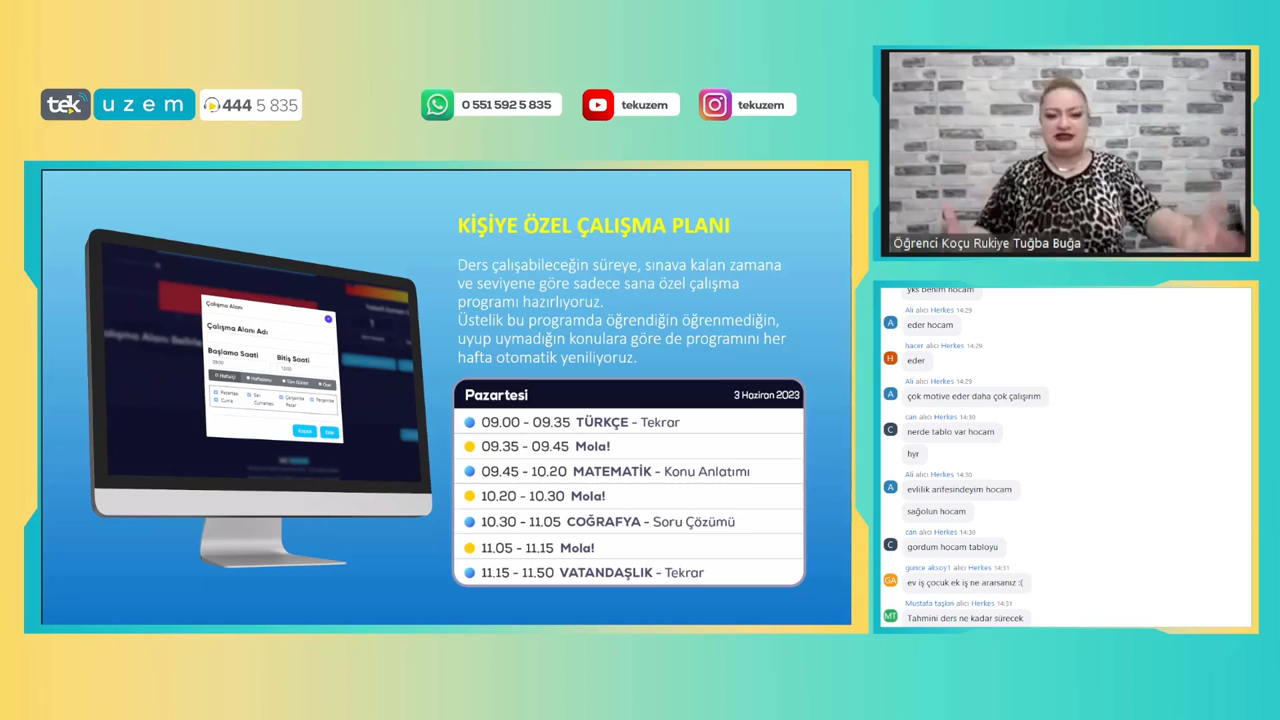 tek uzem 444 5 835
0 551 592 5 835
tekuzem
tekuzem
Öğrenci Koçu Rukiye Tuğba Buğa
KİŞİYE ÖZEL ÇALIŞMA PLANI
Ders çalışabileceğin süreye, sınava kalan zamana
ve seviyene göre sadece sana özel çalışma
programı hazırlıyoruz.
Üstelik bu programda öğrendiğin öğrenmediğin,
uyup uymadığın konulara göre de programını her
hafta otomatik yeniliyoruz.
Pazartesi 3 Haziran 2023
09.00 - 09.35 TÜRKÇE - Tekrar
09.35 - 09.45 Mola!
09.45 - 10.20 MATEMATİK - Konu Anlatımı
10.20 - 10.30 Mola!
10.30 - 11.05 COĞRAFYA - Soru Çözümü
11.05 - 11.15 Mola!
11.15 - 11.50 VATANDAŞLIK - Tekrar
Çalışma Alanı
Çalışma Alanı Adı
Başlama Saati
Bitiş Saati
yks benim hocam
Ali alıcı Herkes 14:29
A
eder hocam
hacer alıcı Herkes 14:29
H
eder
Ali alıcı Herkes 14:29
A
çok motive eder daha çok çalışırım
can alıcı Herkes 14:30
C
nerde tablo var hocam
hyr
Ali alıcı Herkes 14:30
A
evlilik arifesindeyim hocam
sağolun hocam
can alıcı Herkes 14:30
C
gordum hocam tabloyu
gunce aksoy1 alıcı Herkes 14:31
GA
ev iş çocuk ek iş ne ararsanız :(
Mustafa taşlon alıcı Herkes 14:31
MT
Tahmini ders ne kadar sürecek